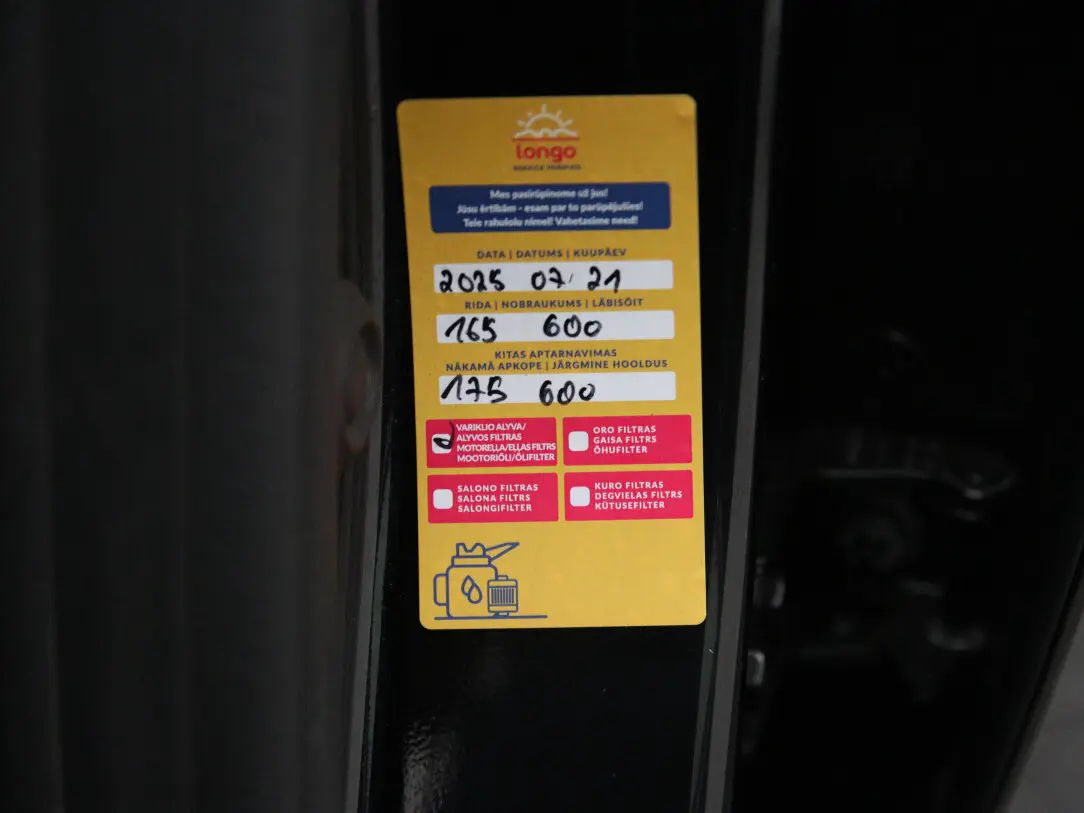 longo
Mes pasirūpinome už jus!
Jūsu ērtībām - esam par to parūpējušies!
Teie rahulolu nimel! Vahetasime need!
DATA | DATUMS | KUUPÄEV
2025 07 21
RIDA | NOBRAUKUMS | LÄBISÕIT
165 600
KITAS APTARNAVIMAS
NĀKAMĀ APKOPE | JÄRGMINE HOOLDUS
175 600
VARIKLIO ALYVA/
ALYVOS FILTRAS
MOTOREĻĻA/EĻĻAS FILTRS
MOOTORIÕLI/ÕLIFILTER
ORO FILTRAS
GAISA FILTRS
ÕHUFILTER
SALONO FILTRAS
SALONA FILTRS
SALONGIFILTER
KURO FILTRAS
DEGVIELAS FILTRS
KÜTUSEFILTER